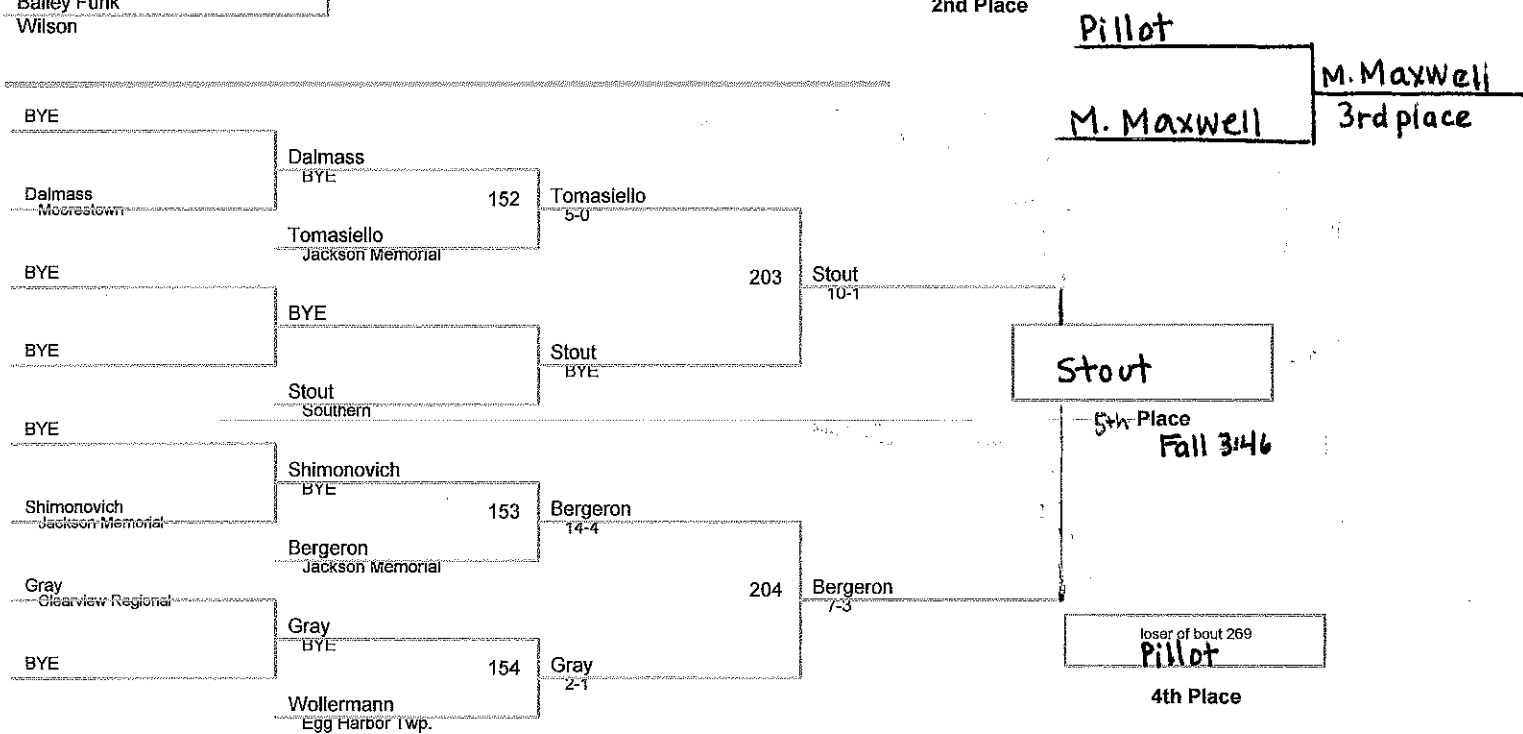 Bailey Funk
Wilson
2nd Place
Pillot
M. Maxwell
M. Maxwell
3rd place
BYE
Dalmass
BYE
Dalmass
Moorestown
152
Tomasiello
5-0
Tomasiello
Jackson Memorial
BYE
203
Stout
10-1
BYE
BYE
Stout
BYE
Stout
Southern
Stout
5th Place
Fall 3:46
BYE
Shimonovich
BYE
Shimonovich
Jackson Memorial
153
Bergeron
14-4
Bergeron
Jackson Memorial
Gray
Clearview Regional
204
Bergeron
7-3
Gray
BYE
BYE
154
Gray
2-1
Wollermann
Egg Harbor Twp.
loser of bout 269
Pillot
4th Place